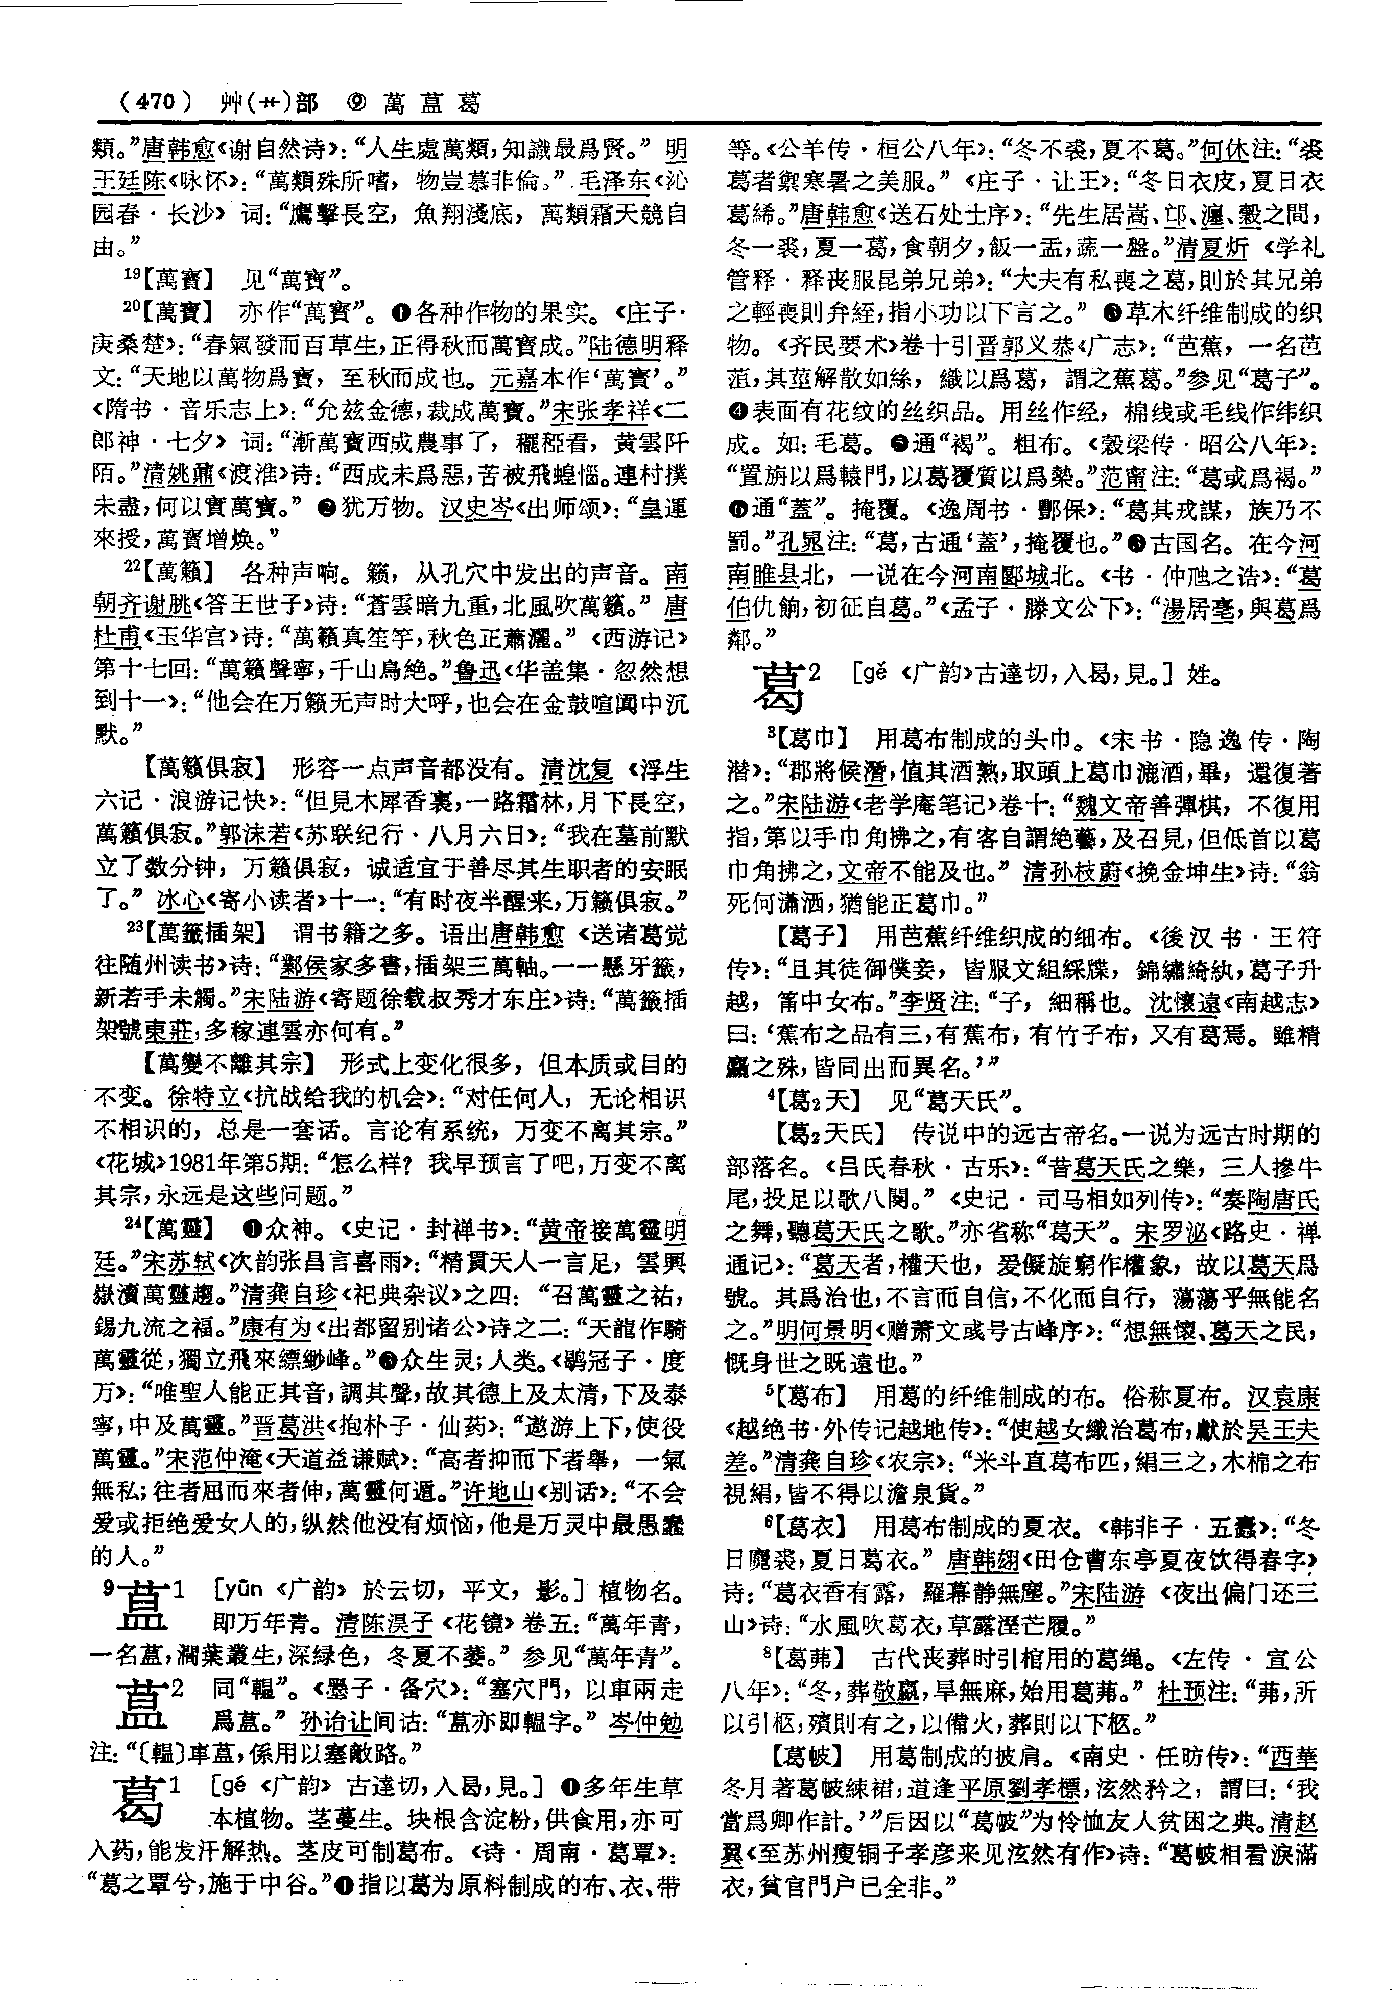 （470） 艸(艹)部 ⑨ 萬 蒀 葛
類。”唐韩愈《谢自然诗》：“人生處萬類，知識最爲賢。” 明
王廷陈《咏怀》：“萬類殊所嗜，物豈慕非倫。” 毛泽东《沁
园春·长沙》 词：“鷹擊長空，魚翔淺底，萬類霜天競自
由。”
19【萬實】 见“萬寳”。
20【萬寶】 亦作“萬寳”。❶各种作物的果实。《庄子·
庚桑楚》：“春氣發而百草生，正得秋而萬寶成。”陆德明释
文：“天地以萬物爲寶，至秋而成也。元嘉本作‘萬實’。”
《隋书·音乐志上》：“允兹金德，裁成萬寶。”宋张孝祥《二
郎神·七夕》 词：“漸萬寶西成農事了，穲稏看，黄雲阡
陌。”清姚鼐《渡淮》诗：“西成未爲惡，苦被飛蝗惱。連村撲
未盡，何以實萬寶。” ❷犹万物。汉史岑《出师颂》：“皇運
來授，萬寶增焕。”
22【萬籟】 各种声响。籁，从孔穴中发出的声音。南
朝齐谢朓《答王世子》诗：“蒼雲暗九重，北風吹萬籟。” 唐
杜甫《玉华宫》诗：“萬籟真笙竽，秋色正蕭灑。” 《西游记》
第十七回：“萬籟聲寧，千山鳥絶。”鲁迅《华盖集·忽然想
到十一》：“他会在万籁无声时大呼，也会在金鼓喧阗中沉
默。”
【萬籟俱寂】 形容一点声音都没有。清沈复《浮生
六记·浪游记快》：“但見木犀香裏，一路霜林，月下長空，
萬籟俱寂。”郭沫若《苏联纪行·八月六日》：“我在墓前默
立了数分钟，万籁俱寂，诚适宜于善尽其生职者的安眠
了。” 冰心《寄小读者》十一：“有时夜半醒来，万籁俱寂。”
23【萬籤插架】 谓书籍之多。语出唐韩愈《送诸葛觉
往随州读书》诗：“鄴侯家多書，插架三萬軸。一一懸牙籤，
新若手未觸。”宋陆游《寄题徐载叔秀才东庄》诗：“萬籤插
架號東莊，多稼連雲亦何有。”
【萬變不離其宗】 形式上变化很多，但本质或目的
不变。徐特立《抗战给我的机会》：“对任何人，无论相识
不相识的，总是一套话。言论有系统，万变不离其宗。”
《花城》1981年第5期：“怎么样？我早预言了吧，万变不离
其宗，永远是这些问题。”
24【萬靈】 ❶众神。《史记·封禅书》：“黄帝接萬靈明
廷。”宋苏轼《次韵张昌言喜雨》：“精貫天人一言足，雲興
嶽瀆萬靈趨。”清龚自珍《祀典杂议》之四：“召萬靈之祐，
錫九流之福。”康有为《出都留别诸公》诗之二：“天龍作騎
萬靈從，獨立飛來縹緲峰。”❷众生灵；人类。《鹖冠子·度
万》：“唯聖人能正其音，調其聲，故其德上及太清，下及泰
寧，中及萬靈。”晋葛洪《抱朴子·仙药》：“遨游上下，使役
萬靈。”宋范仲淹《天道益谦赋》：“高者抑而下者舉，一氣
無私；往者屈而來者伸，萬靈何遁。”许地山《别话》：“不会
爱或拒绝爱女人的，纵然他没有烦恼，他是万灵中最愚蠢
的人。”
9蒀1 ［yūn《广韵》於云切，平文，影。］植物名。
即万年青。清陈淏子《花镜》卷五：“萬年青，
一名蒀，濶葉叢生，深緑色，冬夏不萎。” 参见“萬年青”。
蒀2 同“韞”。《墨子·备穴》：“塞穴門，以車兩走
爲蒀。” 孙诒让间诂：“蒀亦即韞字。” 岑仲勉
注：“〔韞〕車蒀，係用以塞敵路。”
葛1 ［gé《广韵》古達切，入曷，見。］ ❶多年生草
本植物。茎蔓生。块根含淀粉，供食用，亦可
入药，能发汗解热。茎皮可制葛布。《诗·周南·葛覃》：
“葛之覃兮，施于中谷。”❶指以葛为原料制成的布、衣、带
等。《公羊传·桓公八年》：“冬不裘，夏不葛。”何休注：“裘
葛者禦寒暑之美服。” 《庄子·让王》：“冬日衣皮，夏日衣
葛絺。”唐韩愈《送石处士序》：“先生居嵩、邙、瀍、穀之間，
冬一裘，夏一葛，食朝夕，飯一盂，蔬一盤。”清夏炘《学礼
管释·释丧服昆弟兄弟》：“大夫有私喪之葛，則於其兄弟
之輕喪則弁絰，指小功以下言之。” ❸草木纤维制成的织
物。《齐民要术》卷十引晋郭义恭《广志》：“芭蕉，一名芭
菹，其莖解散如絲，織以爲葛，謂之蕉葛。”参见“葛子”。
❹表面有花纹的丝织品。用丝作经，棉线或毛线作纬织
成。如：毛葛。❺通“褐”。粗布。《穀梁传·昭公八年》：
“置旃以爲轅門，以葛覆質以爲槷。”范甯注：“葛或爲褐。”
❻通“蓋”。掩覆。《逸周书·酆保》：“葛其戎謀，族乃不
罰。”孔晁注：“葛，古通‘蓋’，掩覆也。”❸古国名。在今河
南睢县北，一说在今河南郾城北。《书·仲虺之诰》：“葛
伯仇餉，初征自葛。”《孟子·滕文公下》：“湯居亳，與葛爲
鄰。”
葛2 ［gě《广韵》古達切，入曷，見。］姓。
3【葛巾】 用葛布制成的头巾。《宋书·隐逸传·陶
潜》：“郡將候潛，值其酒熟，取頭上葛巾漉酒，畢，還復著
之。”宋陆游《老学庵笔记》卷十：“魏文帝善彈棋，不復用
指，第以手巾角拂之，有客自謂絶藝，及召見，但低首以葛
巾角拂之，文帝不能及也。” 清孙枝蔚《挽金坤生》诗：“翁
死何瀟洒，猶能正葛巾。”
【葛子】 用芭蕉纤维织成的细布。《後汉书·王符
传》：“且其徒御僕妾，皆服文組綵牒，錦繡綺紈，葛子升
越，筩中女布。”李贤注：“子，細稱也。沈懷遠《南越志》
曰：‘蕉布之品有三，有蕉布，有竹子布，又有葛焉。雖精
麤之殊，皆同出而異名。’”
4【葛2天】 见“葛天氏”。
【葛2天氏】 传说中的远古帝名。一说为远古时期的
部落名。《吕氏春秋·古乐》：“昔葛天氏之樂，三人摻牛
尾，投足以歌八闋。” 《史记·司马相如列传》：“奏陶唐氏
之舞，聽葛天氏之歌。”亦省称“葛天”。宋罗泌《路史·禅
通记》：“葛天者，權天也，爰儗旋穹作權象，故以葛天爲
號。其爲治也，不言而自信，不化而自行，蕩蕩乎無能名
之。”明何景明《赠萧文彧号古峰序》：“想無懷、葛天之民，
慨身世之既遠也。”
5【葛布】 用葛的纤维制成的布。俗称夏布。汉袁康
《越绝书·外传记越地传》：“使越女織治葛布，獻於吴王夫
差。”清龚自珍《农宗》：“米斗直葛布匹，絹三之，木棉之布
視絹，皆不得以澹泉貨。”
6【葛衣】 用葛布制成的夏衣。《韩非子·五蠹》：“冬
日麑裘，夏日葛衣。” 唐韩翃《田仓曹东亭夏夜饮得春字》
诗：“葛衣香有露，羅幕静無塵。”宋陆游《夜出偏门还三
山》诗：“水風吹葛衣，草露溼芒履。”
8【葛茀】 古代丧葬时引棺用的葛绳。《左传·宣公
八年》：“冬，葬敬嬴，旱無麻，始用葛茀。” 杜预注：“茀，所
以引柩，殯則有之，以備火，葬則以下柩。”
【葛帔】 用葛制成的披肩。《南史·任昉传》：“西華
冬月著葛帔練裙，道逢平原劉孝標，泫然矜之，謂曰：‘我
當爲卿作計。’”后因以“葛帔”为怜恤友人贫困之典。清赵
翼《至苏州瘦铜子孝彦来见泫然有作》诗：“葛帔相看淚滿
衣，貧官門户已全非。”